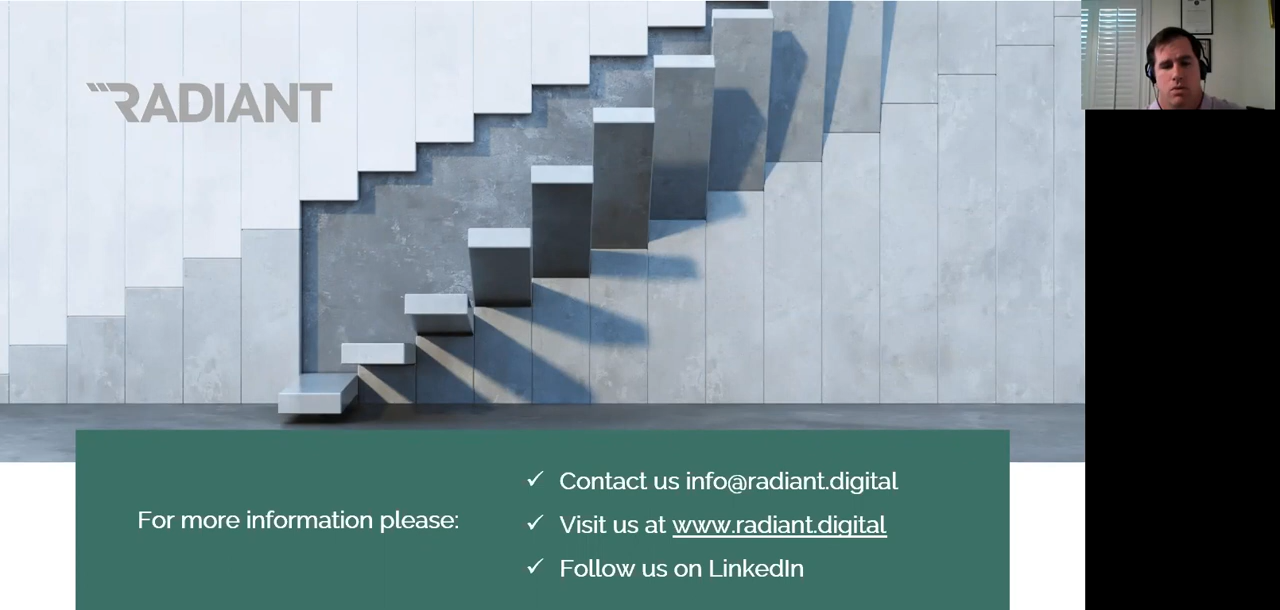 RADIANT
For more information please:
✓ Contact us info@radiant.digital
✓ Visit us at www.radiant.digital
✓ Follow us on LinkedIn